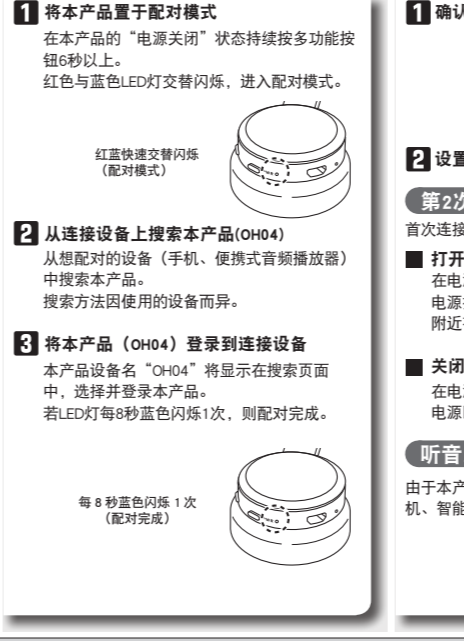 1 将本产品置于配对模式
在本产品的“电源关闭”状态持续按多功能按
钮6秒以上。
红色与蓝色LED灯交替闪烁，进入配对模式。
红蓝快速交替闪烁
（配对模式）
2 从连接设备上搜索本产品(OH04)
从想配对的设备（手机、便携式音频播放器）
中搜索本产品。
搜索方法因使用的设备而异。
3 将本产品（OH04）登录到连接设备
本产品设备名“OH04”将显示在搜索页面
中，选择并登录本产品。
若LED灯每8秒蓝色闪烁1次，则配对完成。
每 8 秒蓝色闪烁 1 次
（配对完成）
1 确认
2 设置
第2次
首次连接
■ 打开
在电源
电源
附近
■ 关闭
在电源
电源
听音
由于本产
机、智能